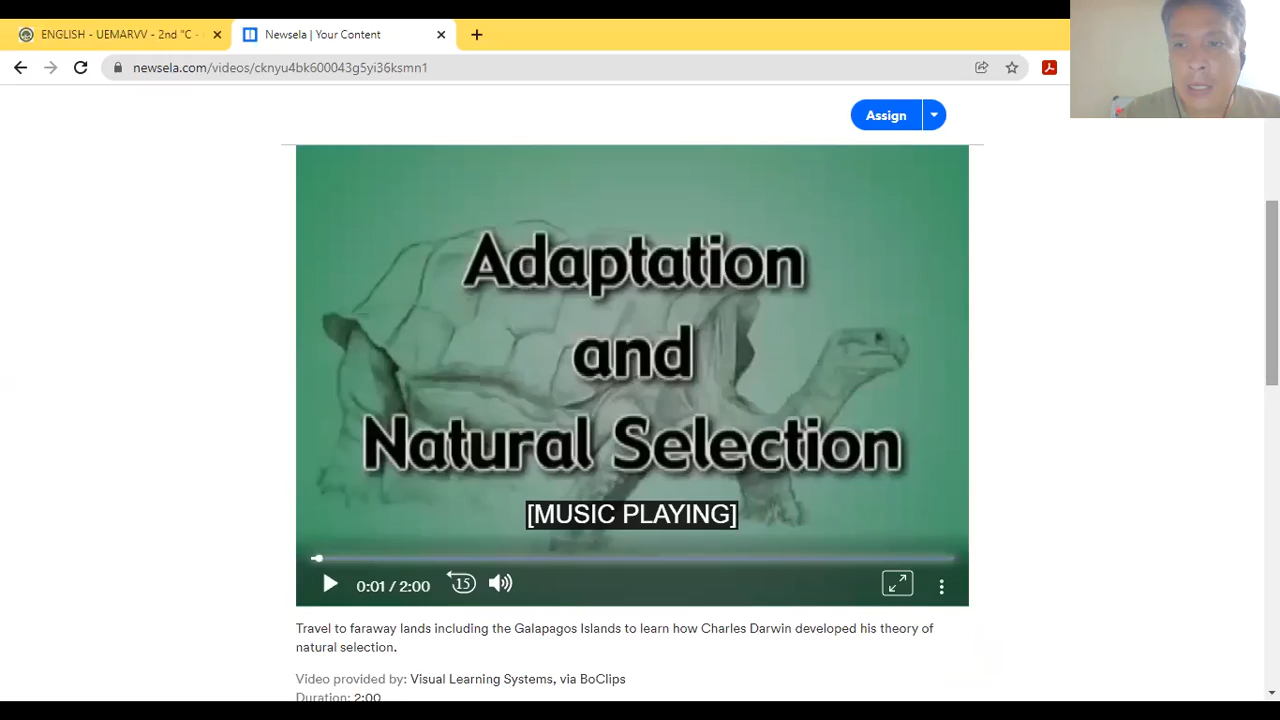 ENGLISH - UEMARVV - 2nd "C -
Newsela | Your Content
newsela.com/videos/cknyu4bk600043g5yi36ksmn1
Assign
Adaptation
and
Natural Selection
[MUSIC PLAYING]
0:01 / 2:00
15
Travel to faraway lands including the Galapagos Islands to learn how Charles Darwin developed his theory of
natural selection.
Video provided by: Visual Learning Systems, via BoClips
Duration: 2:00